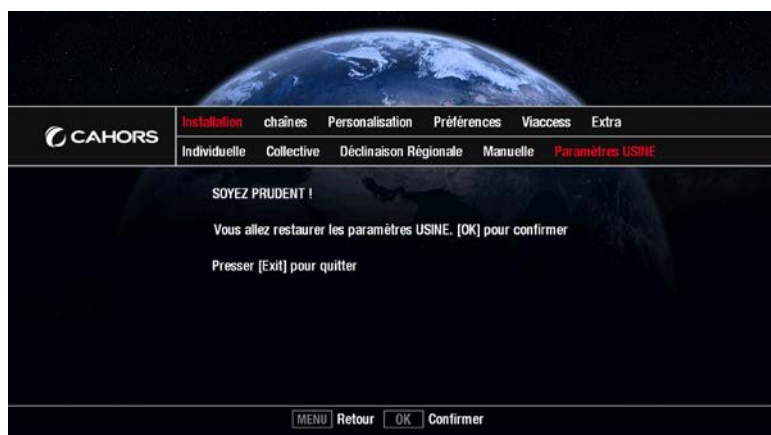 CAHORS
Installation chaînes Personalisation Préférences Viaccess Extra
Individuelle Collective Déclinaison Régionale Manuelle Paramètres USINE
SOYEZ PRUDENT !
Vous allez restaurer les paramètres USINE. [OK] pour confirmer
Presser [Exit] pour quitter
MENU Retour OK Confirmer